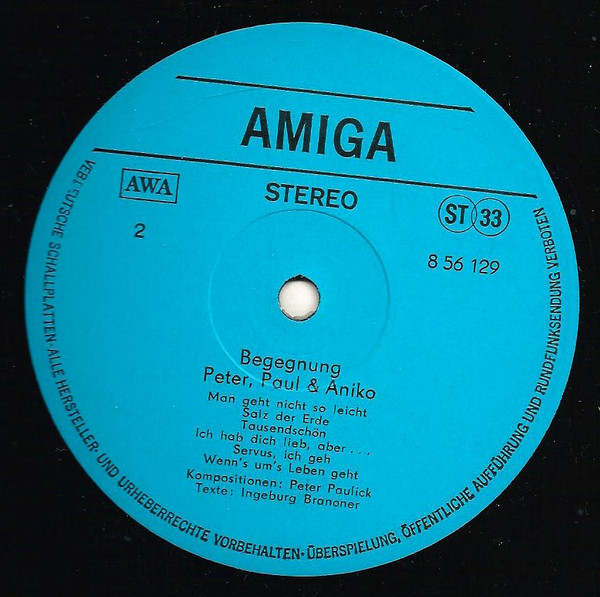 AMIGA
AWA
STEREO
ST 33
2
8 56 129
Begegnung
Peter, Paul & Aniko
Man geht nicht so leicht
Salz der Erde
Tausendschön
Ich hab dich lieb, aber . . .
Servus, ich geh
Wenn's um's Leben geht
Kompositionen: Peter Paulick
Texte: Ingeburg Branoner
VEB DEUTSCHE SCHALLPLATTEN · ALLE HERSTELLER- UND URHEBERRECHTE VORBEHALTEN · ÜBERSPIELUNG, ÖFFENTLICHE AUFFÜHRUNG UND RUNDFUNKSENDUNG VERBOTEN